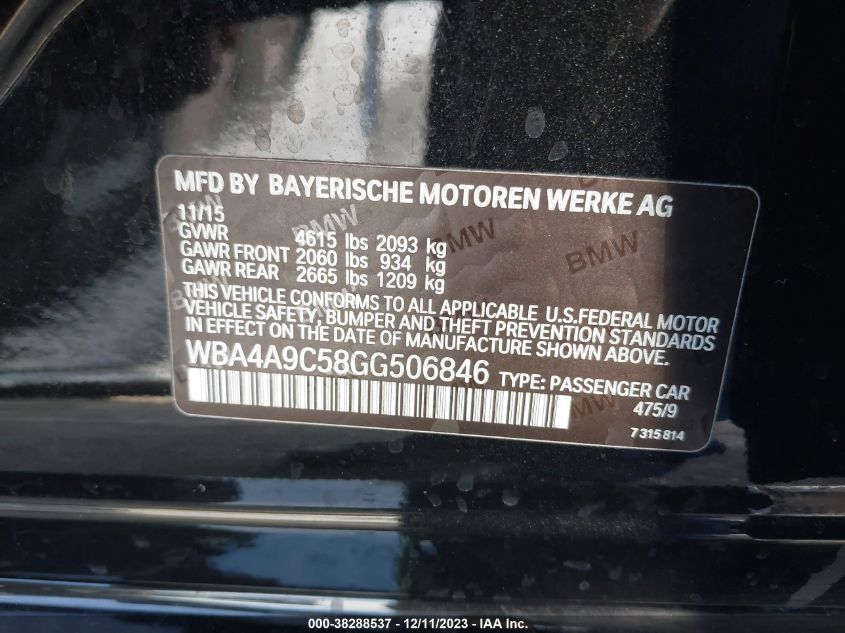 MFD BY BAYERISCHE MOTOREN WERKE AG
11/15
GVWR 4615 lbs 2093 kg
GAWR FRONT 2060 lbs 934 kg
GAWR REAR 2665 lbs 1209 kg
THIS VEHICLE CONFORMS TO ALL APPLICABLE U.S.FEDERAL MOTOR
VEHICLE SAFETY, BUMPER AND THEFT PREVENTION STANDARDS
IN EFFECT ON THE DATE OF MANUFACTURE SHOWN ABOVE.
WBA4A9C58GG506846 TYPE: PASSENGER CAR
475/9
7 315 814
BMW
BMW
BMW
BMW
000-38288537 - 12/11/2023 - IAA Inc.